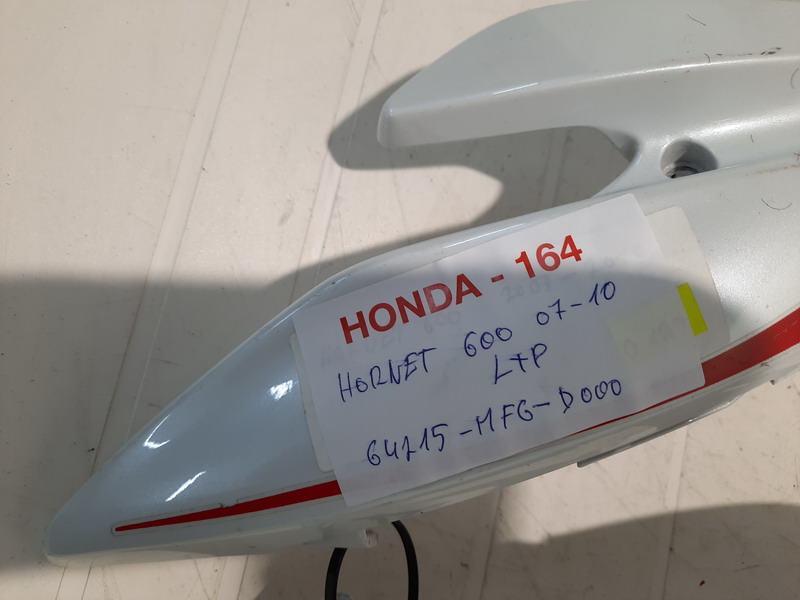 HONDA - 164
HORNET 600 07-10
L+P
64215-MFG-D000